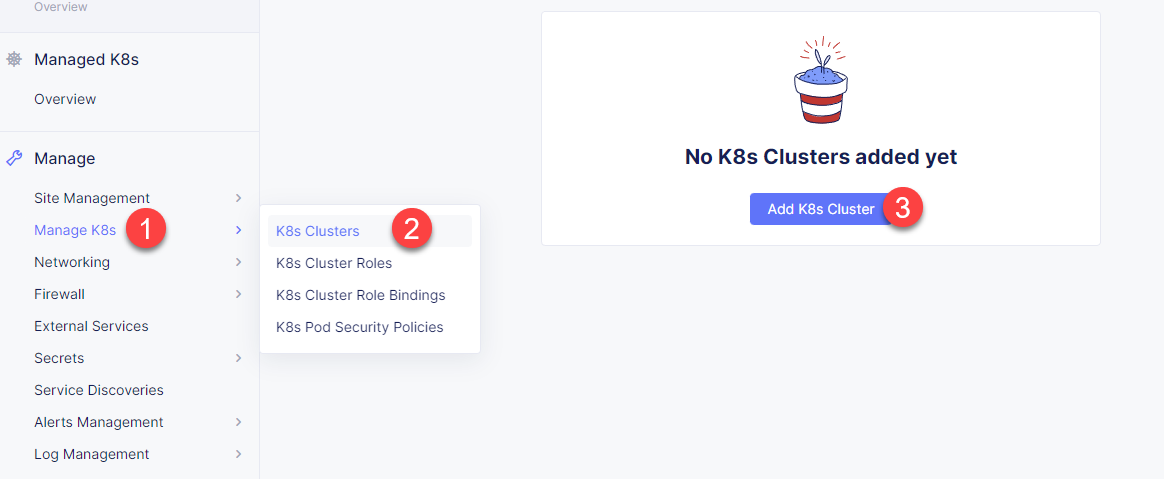 Overview
Managed K8s
Overview
Manage
Site Management
Manage K8s
1
Networking
Firewall
External Services
Secrets
Service Discoveries
Alerts Management
Log Management
K8s Clusters
2
K8s Cluster Roles
K8s Cluster Role Bindings
K8s Pod Security Policies
No K8s Clusters added yet
Add K8s Cluster
3